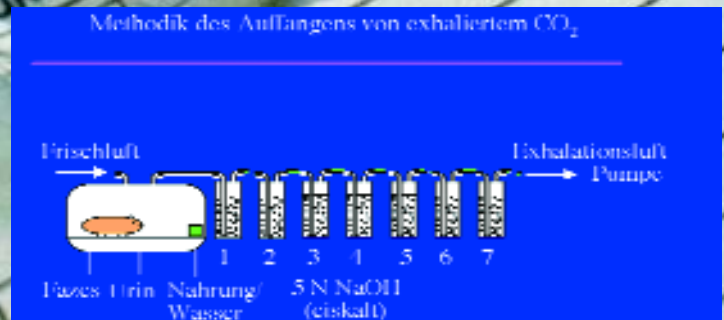 Methodik des Auffangens von exhaliertem CO₂
Frischluft
Exhalationsluft
Pumpe
1 2 3 4 5 6 7
Fazes Urin Nahrung/
Wasser
5 N NaOH
(eiskalt)